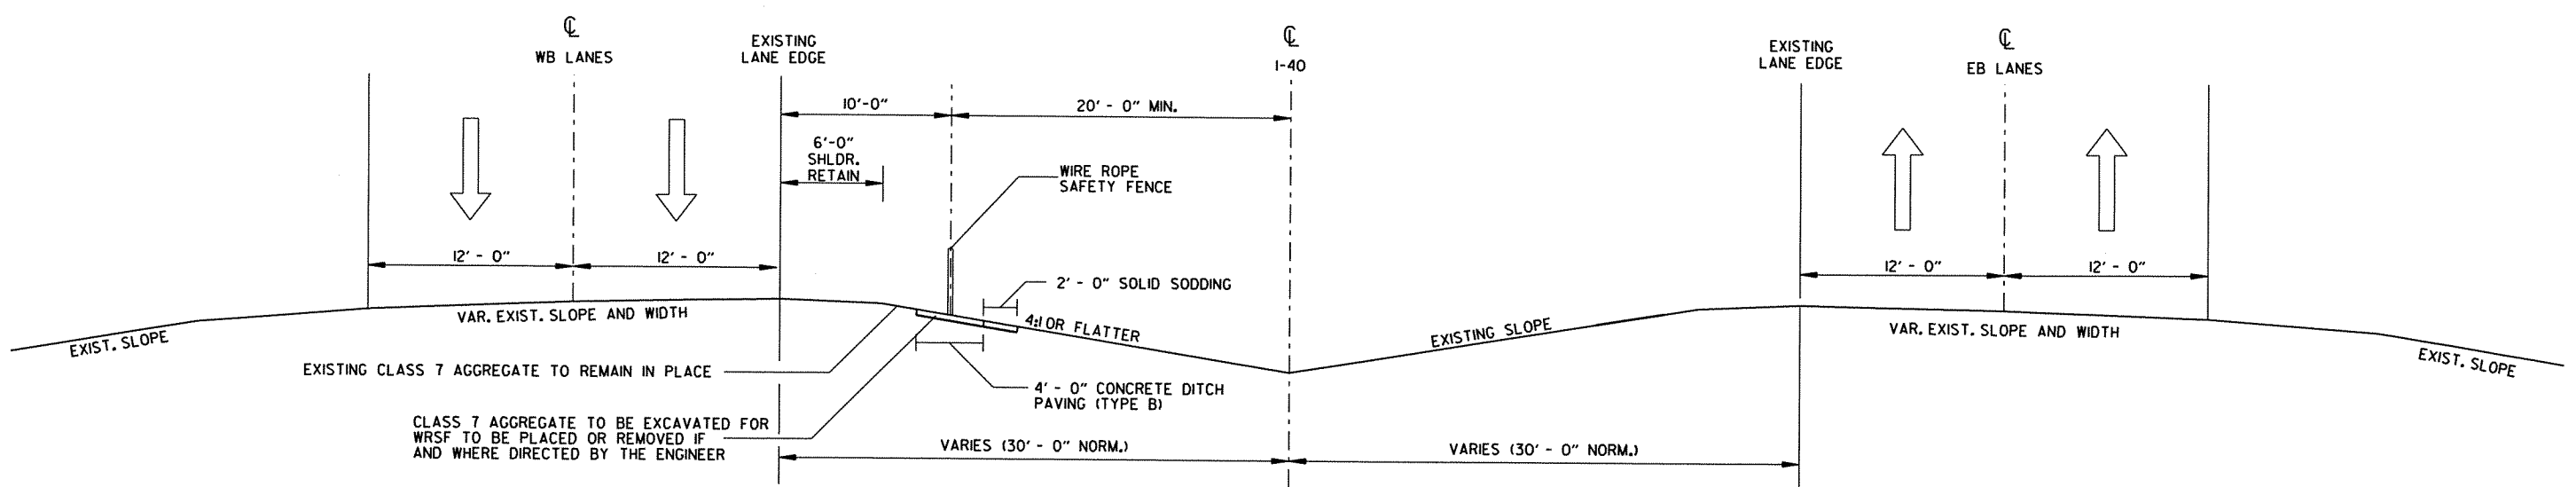 ℄
WB LANES
EXISTING
LANE EDGE
℄
I-40
EXISTING
LANE EDGE
℄
EB LANES
10'-0"
20' - 0" MIN.
6'-0"
SHLDR.
RETAIN
WIRE ROPE
SAFETY FENCE
12' - 0"
12' - 0"
12' - 0"
12' - 0"
2' - 0" SOLID SODDING
VAR. EXIST. SLOPE AND WIDTH
4:1 OR FLATTER
EXISTING SLOPE
VAR. EXIST. SLOPE AND WIDTH
EXIST. SLOPE
EXIST. SLOPE
EXISTING CLASS 7 AGGREGATE TO REMAIN IN PLACE
4' - 0" CONCRETE DITCH
PAVING (TYPE B)
CLASS 7 AGGREGATE TO BE EXCAVATED FOR
WRSF TO BE PLACED OR REMOVED IF
AND WHERE DIRECTED BY THE ENGINEER
VARIES (30' - 0" NORM.)
VARIES (30' - 0" NORM.)